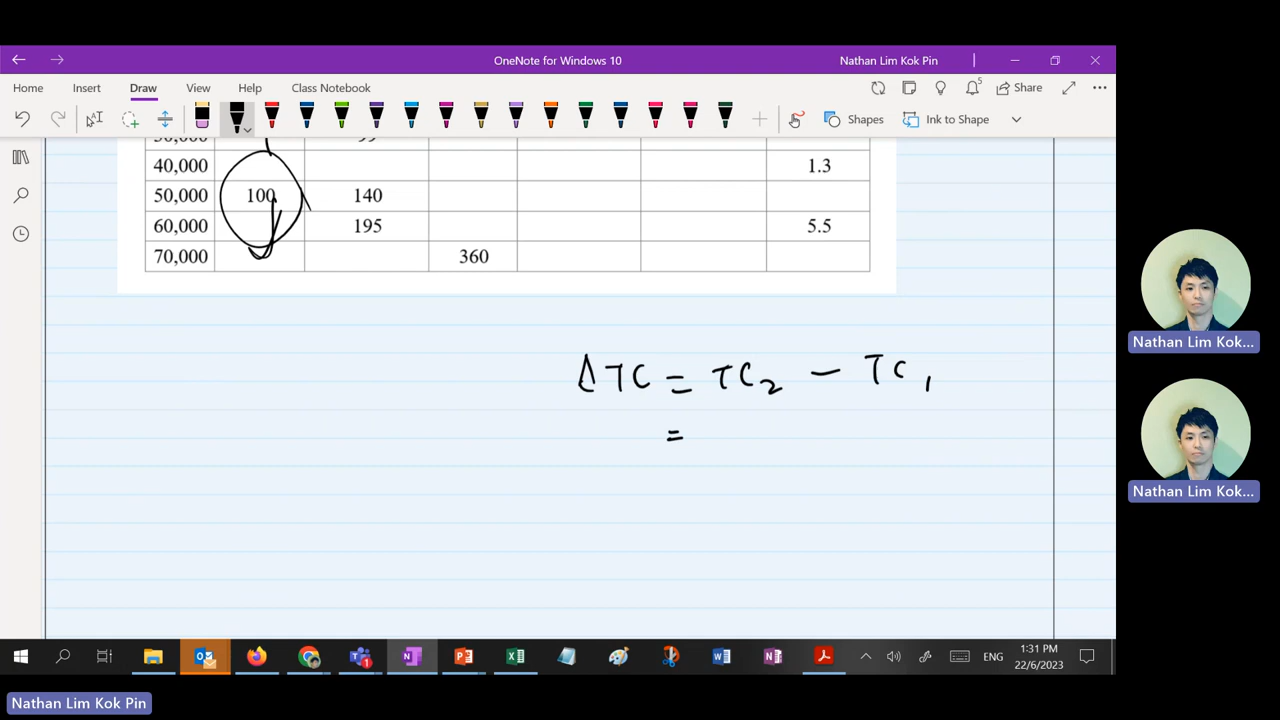 OneNote for Windows 10
Nathan Lim Kok Pin
Home Insert Draw View Help Class Notebook
5
Share
Shapes
Ink to Shape
40,000 1.3
50,000 100 140
60,000 195 5.5
70,000 360
ΔTC = TC₂ − TC₁
=
Nathan Lim Kok...
Nathan Lim Kok...
ENG
1:31 PM
22/6/2023
Nathan Lim Kok Pin